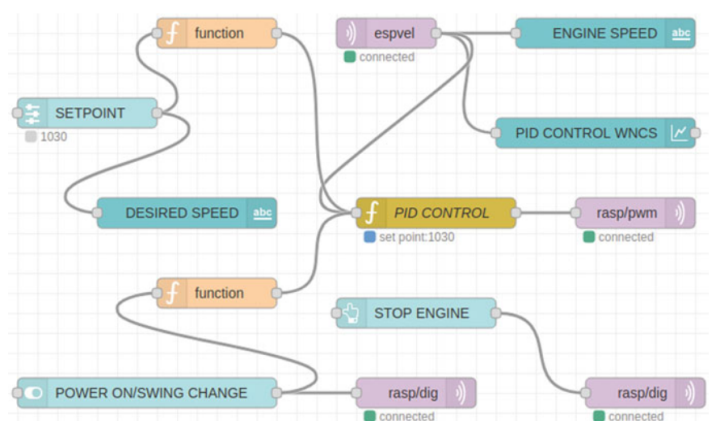 function
espvel
ENGINE SPEED
abc
connected
SETPOINT
1030
PID CONTROL WNCS
DESIRED SPEED
abc
PID CONTROL
rasp/pwm
set point:1030
connected
function
STOP ENGINE
POWER ON/SWING CHANGE
rasp/dig
rasp/dig
connected
connected